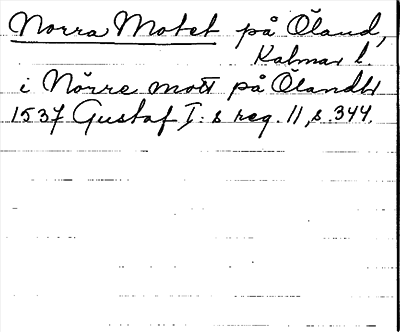 Norra Motet på Öland,
Kalmar l.
i Nörre mott på Ölandh
1537 Gustaf I:s reg. 11, s. 344.